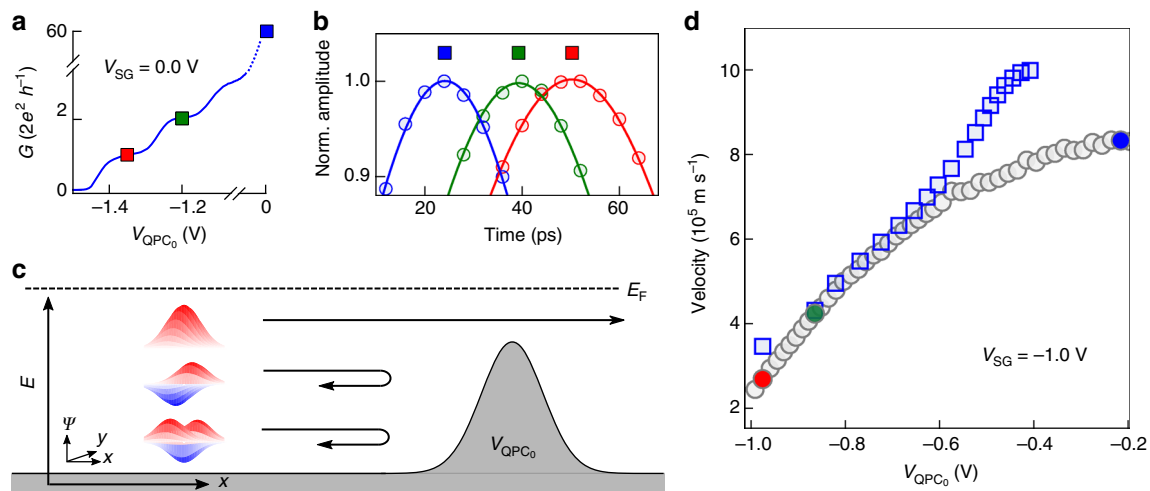 a
60
2
0
G (2e² h⁻¹)
V_SG = 0.0 V
−1.4
−1.2
0
V_QPC₀ (V)
b
1.0
0.9
Norm. amplitude
20
40
60
Time (ps)
c
E_F
E
Ψ
y
x
x
V_QPC₀
d
10
8
6
4
2
Velocity (10⁵ m s⁻¹)
V_SG = −1.0 V
−1.0
−0.8
−0.6
−0.4
−0.2
V_QPC₀ (V)